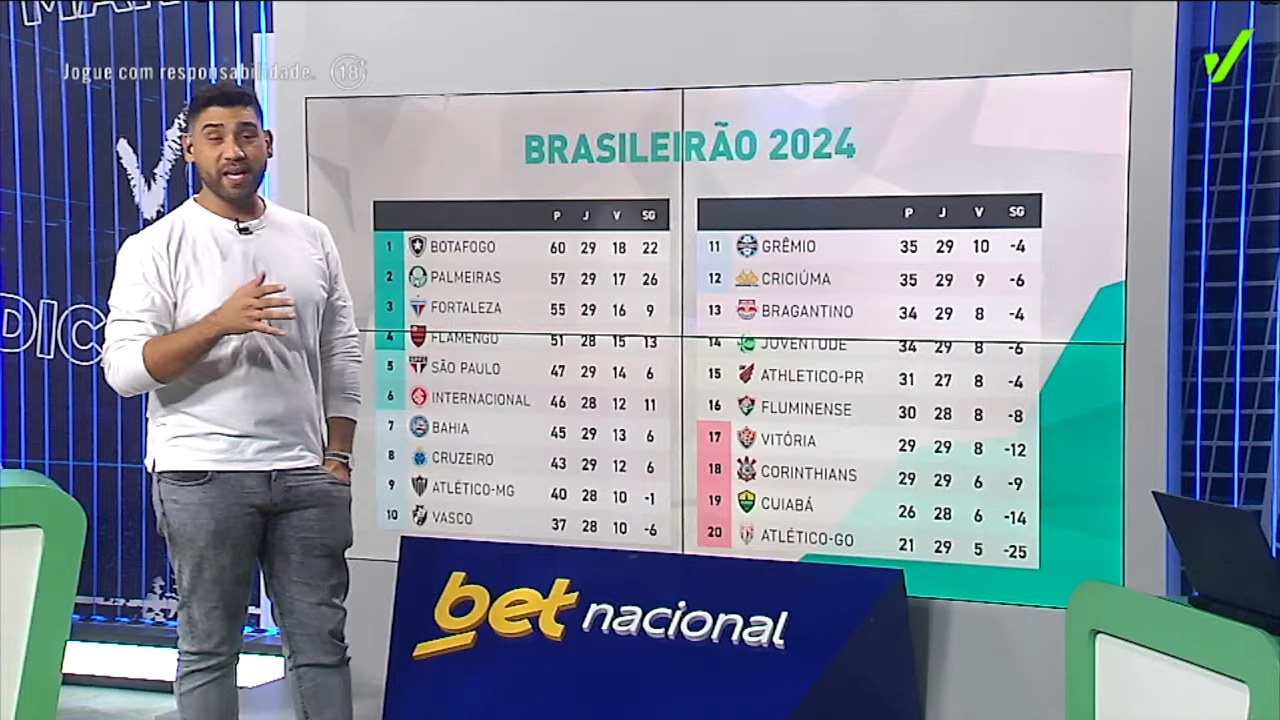 Jogue com responsabilidade. 18+
BRASILEIRÃO 2024
P J V SG
1 BOTAFOGO 60 29 18 22
2 PALMEIRAS 57 29 17 26
3 FORTALEZA 55 29 16 9
4 FLAMENGO 51 28 15 13
5 SÃO PAULO 47 29 14 6
6 INTERNACIONAL 46 28 12 11
7 BAHIA 45 29 13 6
8 CRUZEIRO 43 29 12 6
9 ATLÉTICO-MG 40 28 10 -1
10 VASCO 37 28 10 -6
P J V SG
11 GRÊMIO 35 29 10 -4
12 CRICIÚMA 35 29 9 -6
13 BRAGANTINO 34 29 8 -4
14 JUVENTUDE 34 29 8 -6
15 ATHLETICO-PR 31 27 8 -4
16 FLUMINENSE 30 28 8 -8
17 VITÓRIA 29 29 8 -12
18 CORINTHIANS 29 29 6 -9
19 CUIABÁ 26 28 6 -14
20 ATLÉTICO-GO 21 29 5 -25
bet nacional